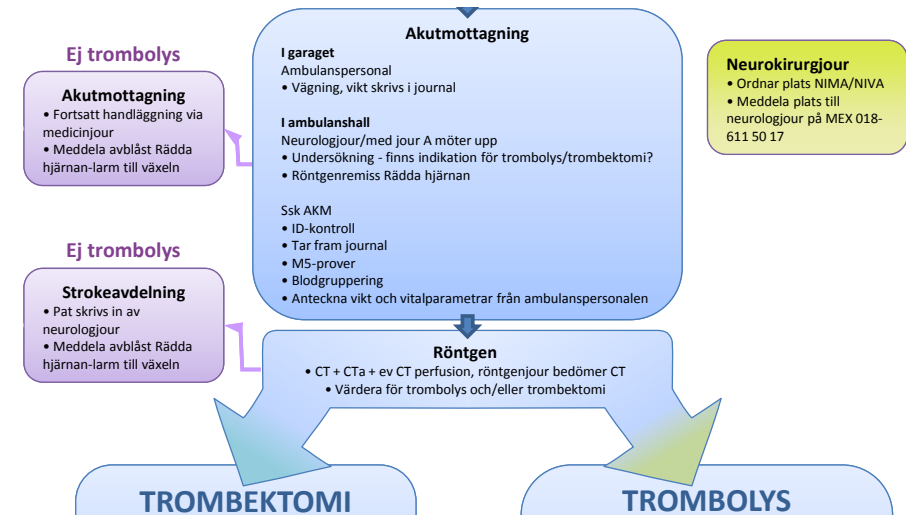 Ej trombolys
Akutmottagning
• Fortsatt handläggning via
medicinjour
• Meddela avblåst Rädda
hjärnan-larm till växeln
Akutmottagning
I garaget
Ambulanspersonal
• Vägning, vikt skrivs i journal
I ambulanshall
Neurologjour/med jour A möter upp
• Undersökning - finns indikation för trombolys/trombektomi?
• Röntgenremiss Rädda hjärnan
Ssk AKM
• ID-kontroll
• Tar fram journal
• M5-prover
• Blodgruppering
• Anteckna vikt och vitalparametrar från ambulanspersonalen
Neurokirurgjour
• Ordnar plats NIMA/NIVA
• Meddela plats till
neurologjour på MEX 018-
611 50 17
Ej trombolys
Strokeavdelning
• Pat skrivs in av
neurologjour
• Meddela avblåst Rädda
hjärnan-larm till växeln
Röntgen
• CT + CTa + ev CT perfusion, röntgenjour bedömer CT
• Värdera för trombolys och/eller trombektomi
TROMBEKTOMI
TROMBOLYS